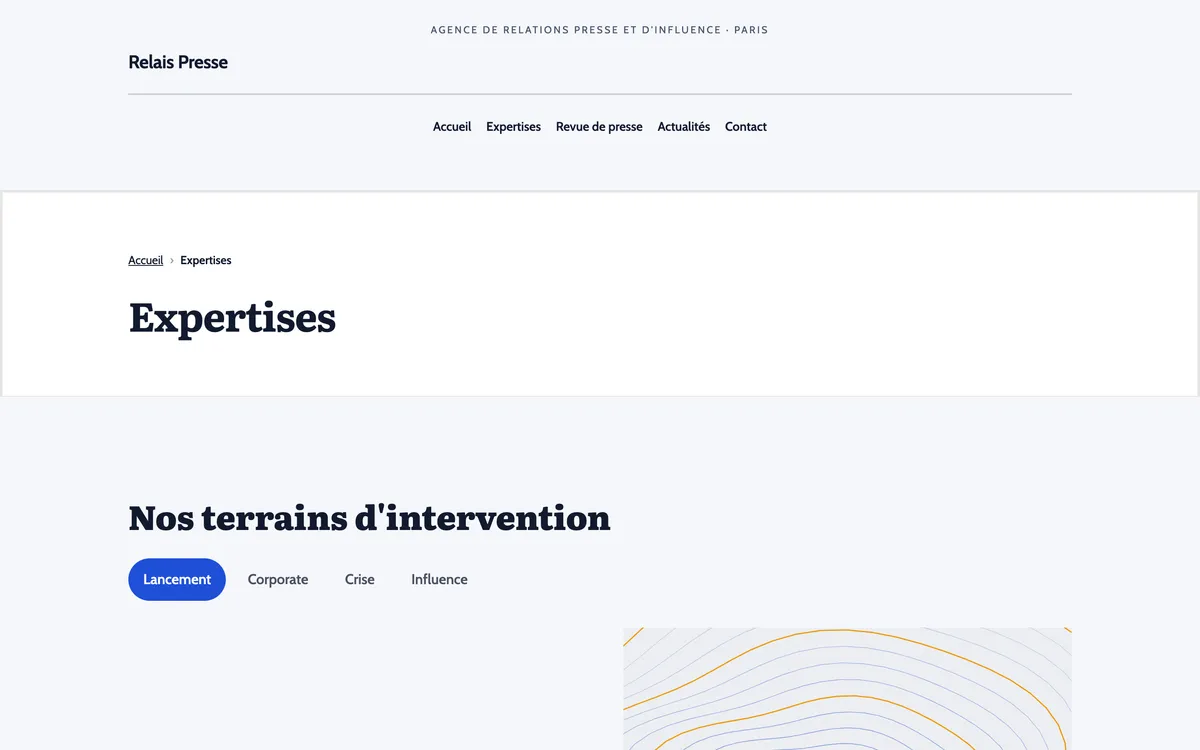 AGENCE DE RELATIONS PRESSE ET D'INFLUENCE · PARIS
Relais Presse
Accueil Expertises Revue de presse Actualités Contact
Accueil › Expertises
Expertises
Nos terrains d'intervention
Lancement Corporate Crise Influence